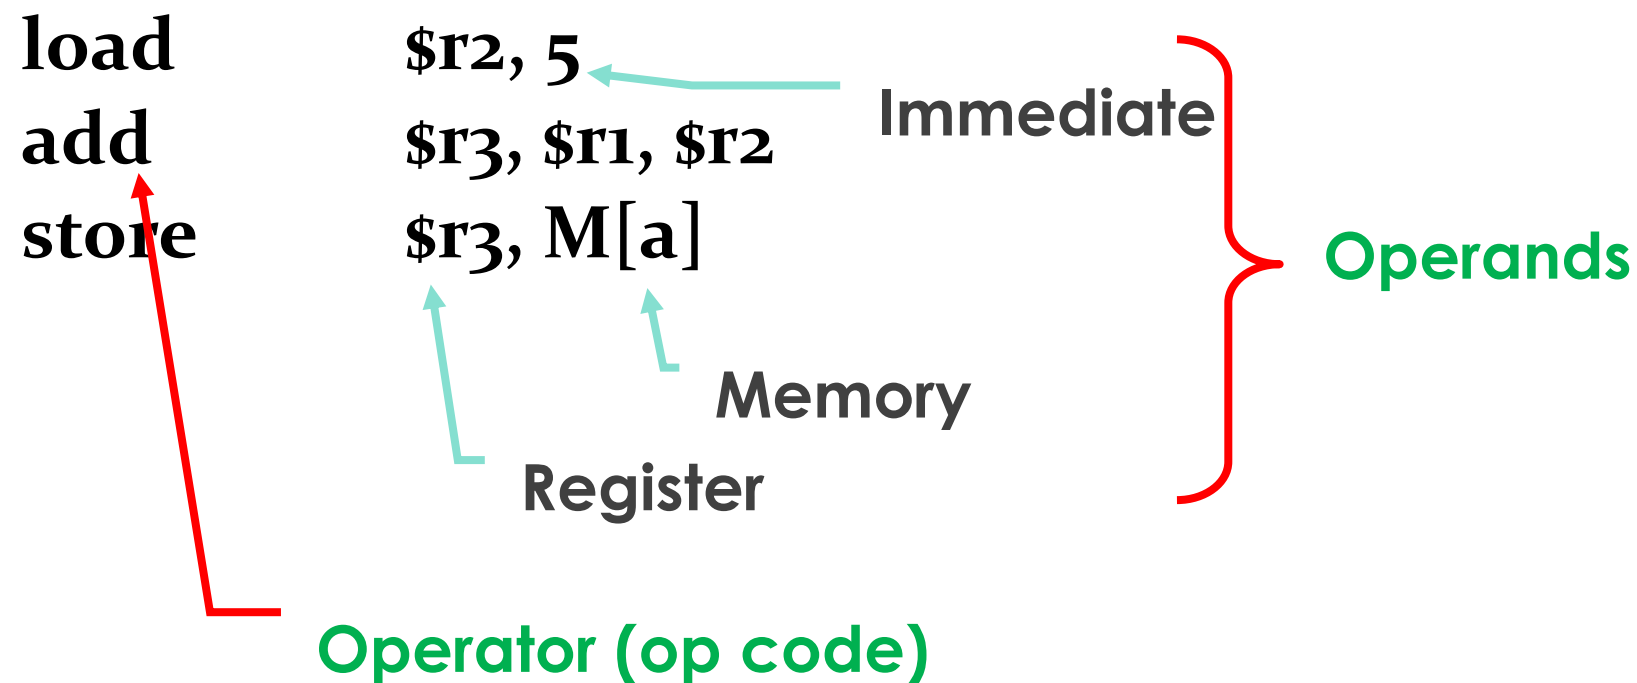 load $r2, 5
Immediate
add $r3, $r1, $r2
store $r3, M[a]
Operands
Memory
Register
Operator (op code)